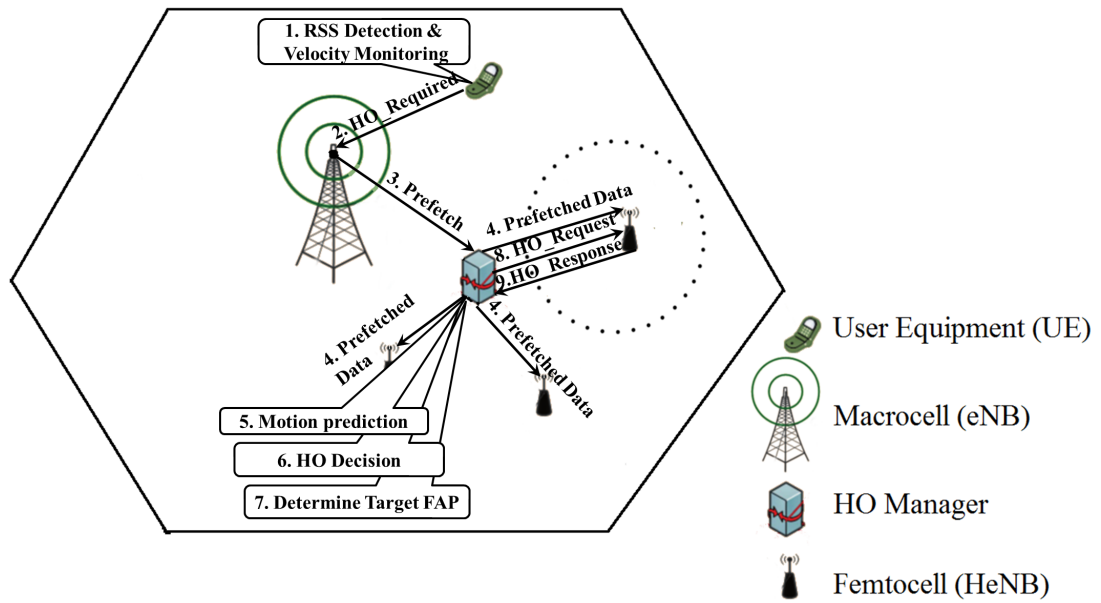 1. RSS Detection &
Velocity Monitoring
2. HO_Required
3. Prefetch
4. Prefetched Data
8. HO_Request
9.HO_Response
4. Prefetched
Data
4. Prefetched Data
5. Motion prediction
6. HO Decision
7. Determine Target FAP
User Equipment (UE)
Macrocell (eNB)
HO Manager
Femtocell (HeNB)